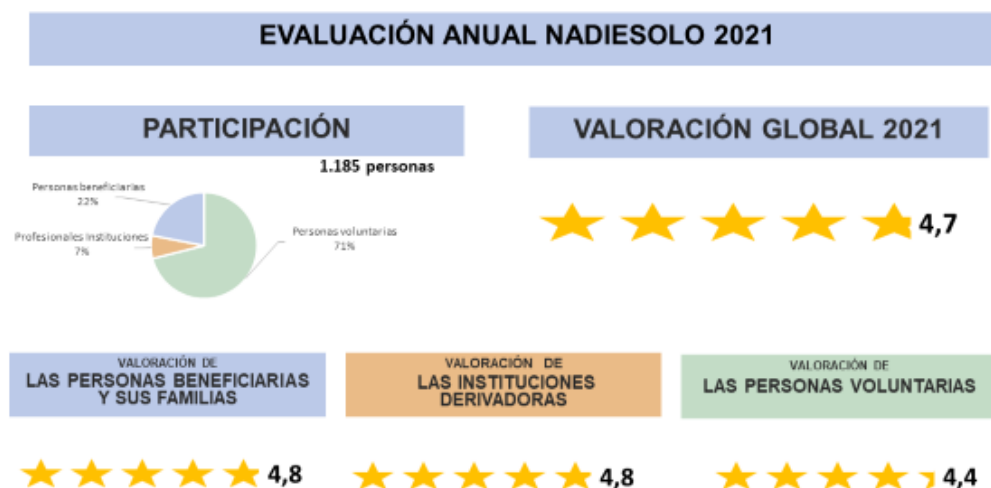 EVALUACIÓN ANUAL NADIESOLO 2021
PARTICIPACIÓN
1.185 personas
Personas beneficiarias
22%
Profesionales Instituciones
7%
Personas voluntarias
71%
VALORACIÓN GLOBAL 2021
4,7
VALORACIÓN DE
LAS PERSONAS BENEFICIARIAS
Y SUS FAMILIAS
4,8
VALORACIÓN DE
LAS INSTITUCIONES
DERIVADORAS
4,8
VALORACIÓN DE
LAS PERSONAS VOLUNTARIAS
4,4